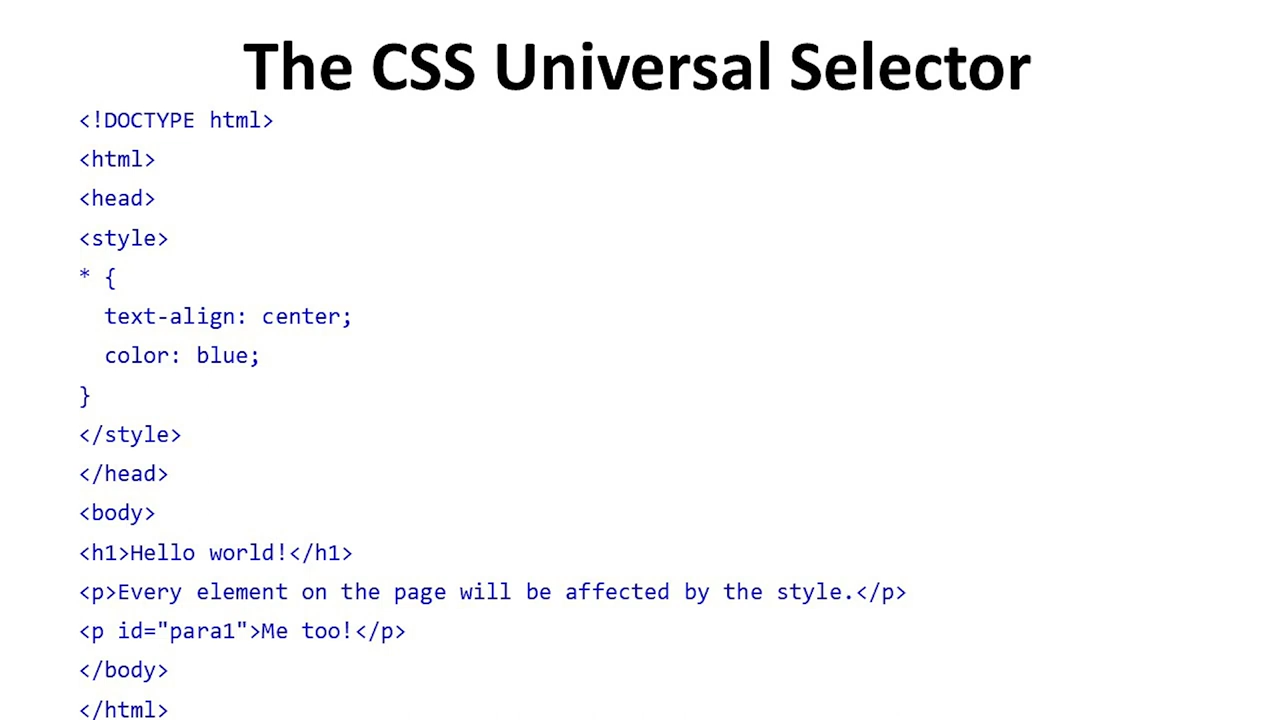 The CSS Universal Selector
<!DOCTYPE html>
<html>
<head>
<style>
* {
  text-align: center;
  color: blue;
}
</style>
</head>
<body>
<h1>Hello world!</h1>
<p>Every element on the page will be affected by the style.</p>
<p id="para1">Me too!</p>
</body>
</html>